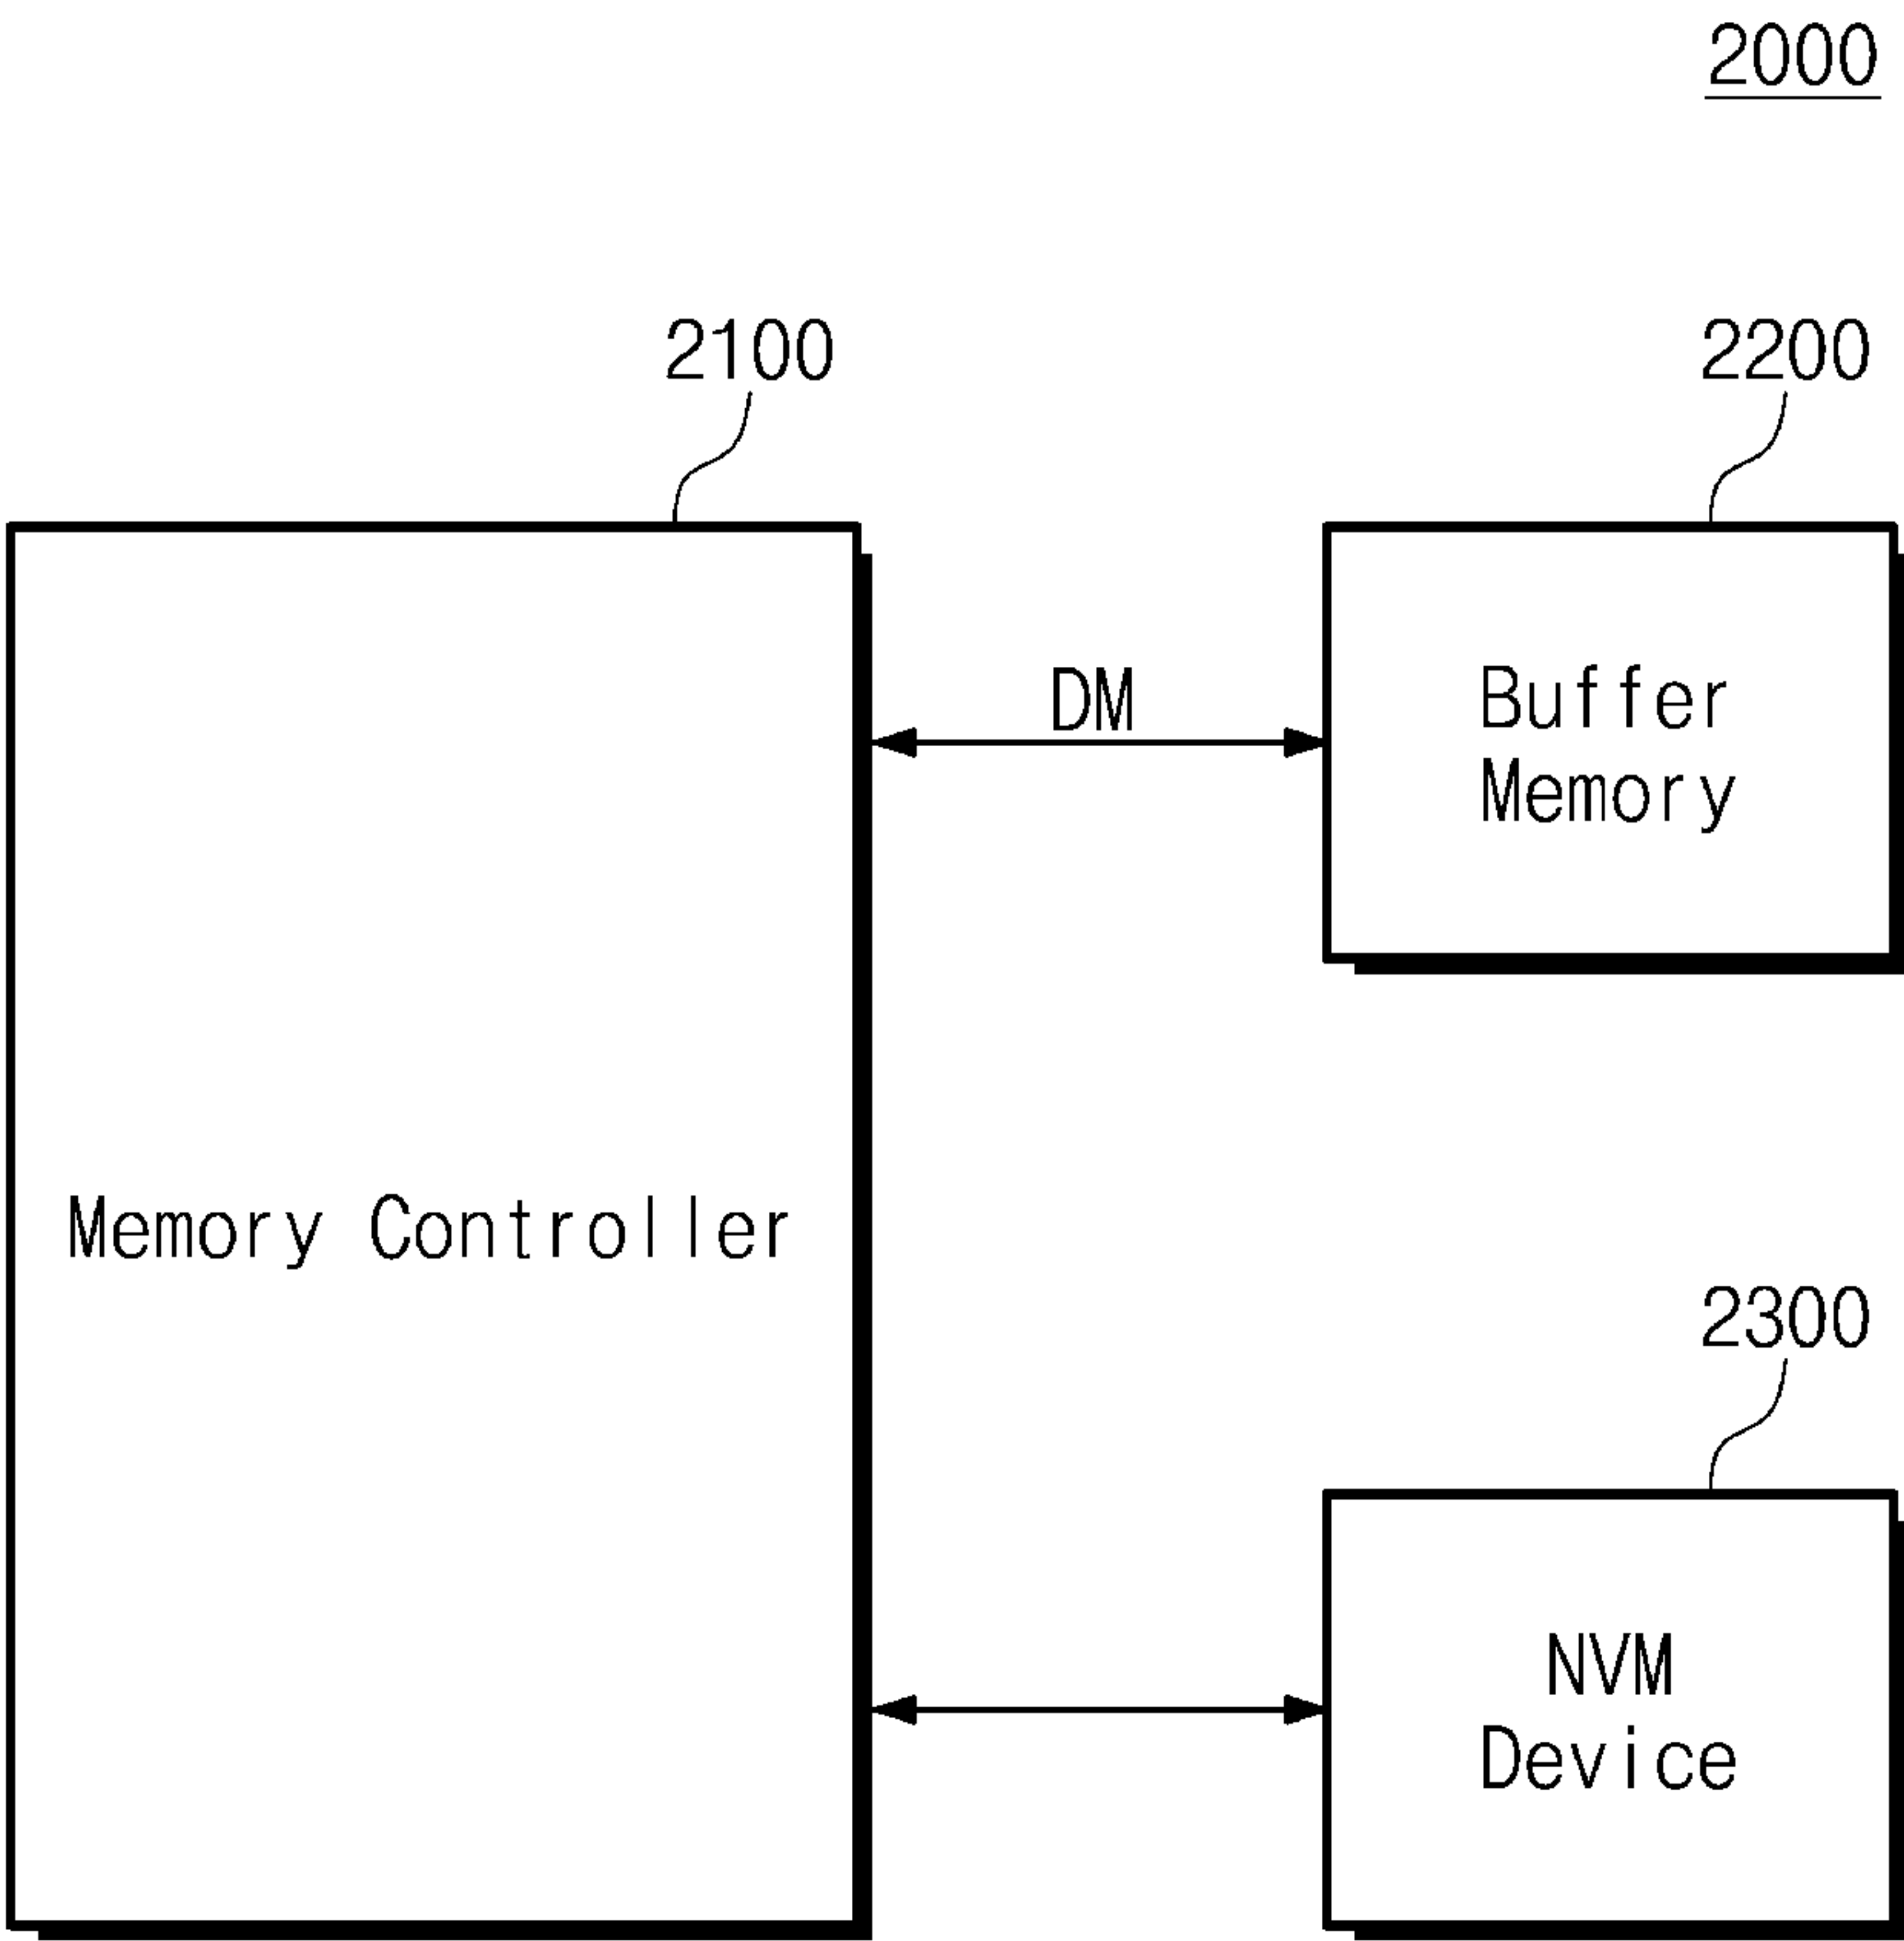 2000
2100
2200
DM
Buffer
Memory
Memory Controller
2300
NVM
Device